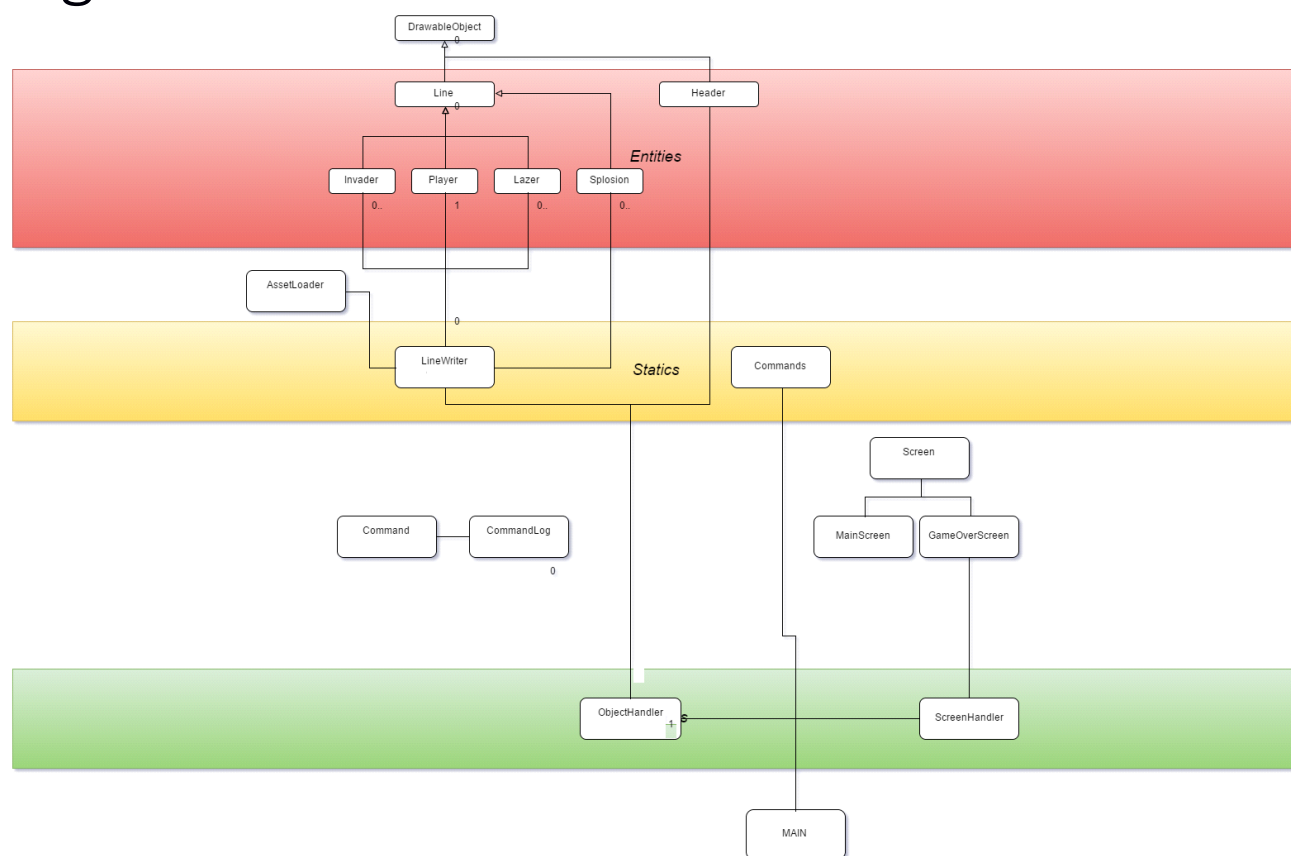 g
DrawableObject
0
Line
0
Header
Entities
Invader
Player
Lazer
Splosion
0..
1
0..
0..
AssetLoader
0
LineWriter
Statics
Commands
Screen
Command
CommandLog
MainScreen
GameOverScreen
0
ObjectHandler
1
s
ScreenHandler
MAIN